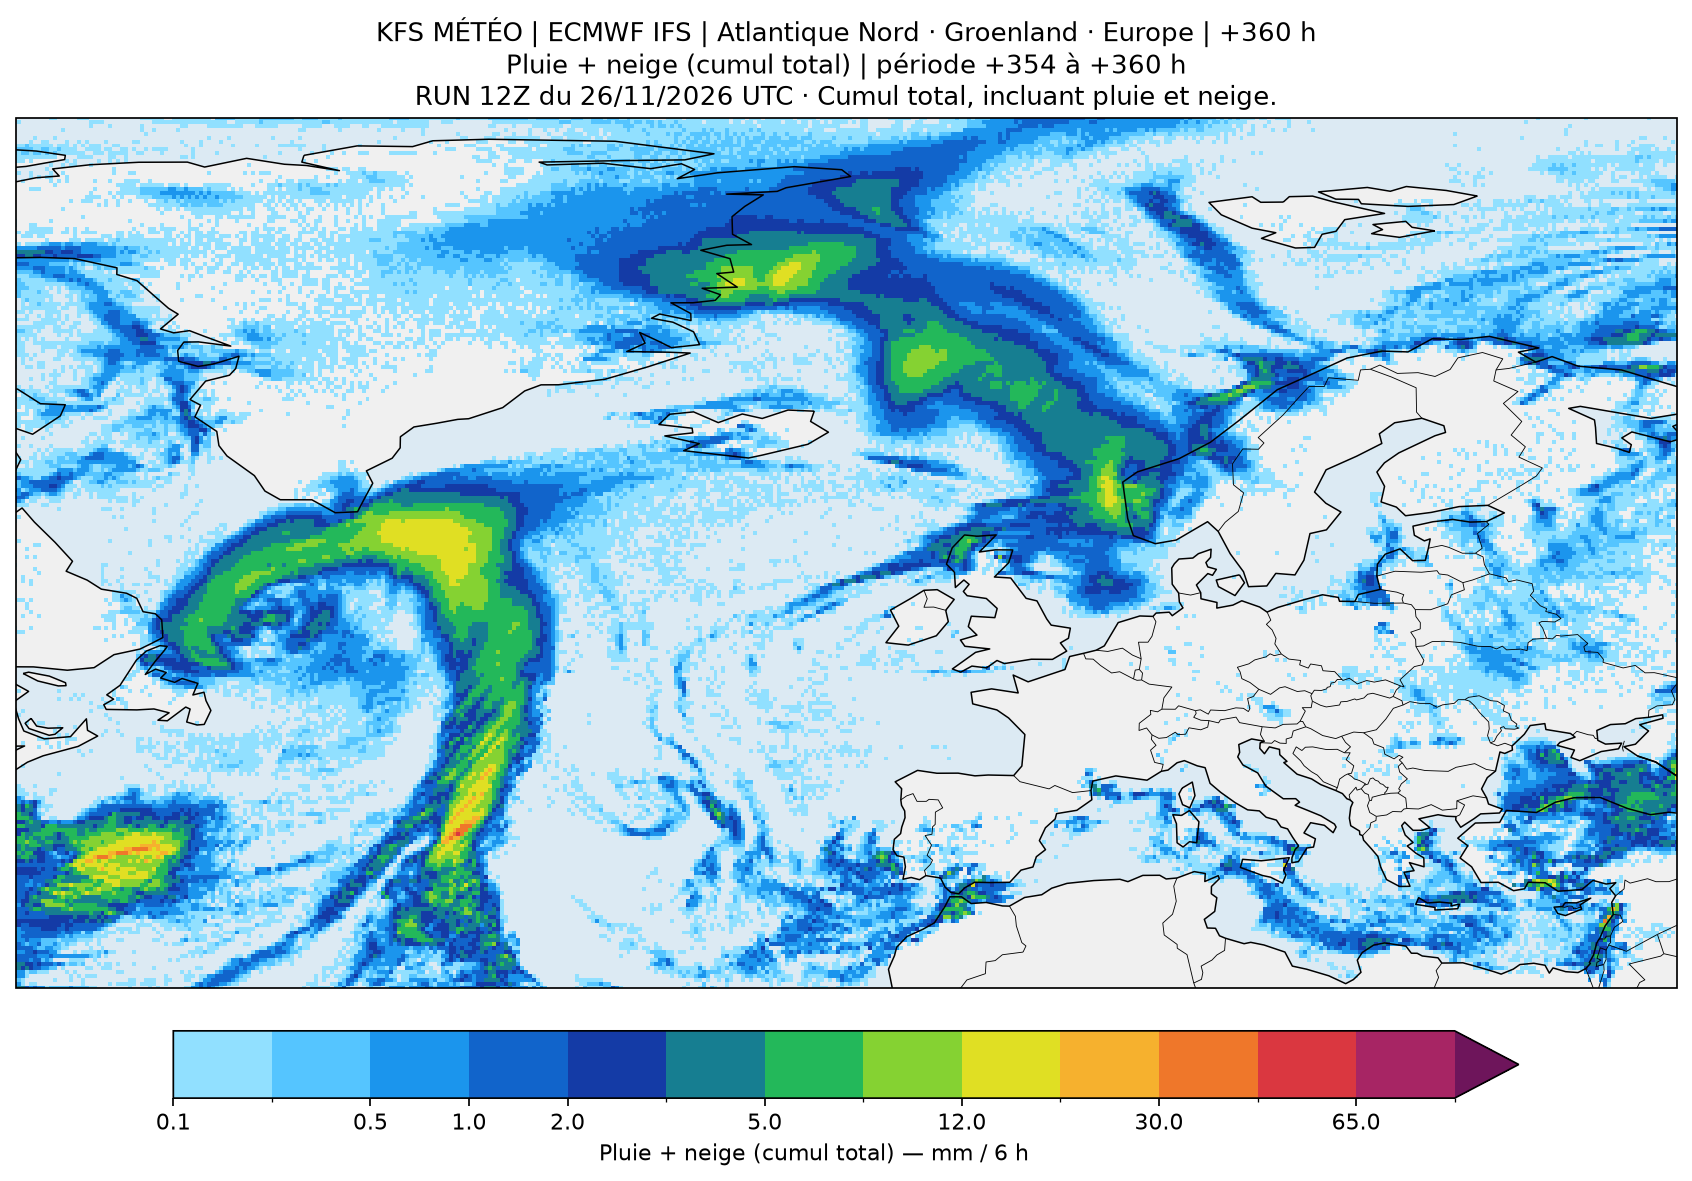 KFS MÉTÉO | ECMWF IFS | Atlantique Nord · Groenland · Europe | +360 h
Pluie + neige (cumul total) | période +354 à +360 h
RUN 12Z du 26/11/2026 UTC · Cumul total, incluant pluie et neige.
0.1 0.5 1.0 2.0 5.0 12.0 30.0 65.0
Pluie + neige (cumul total) — mm / 6 h